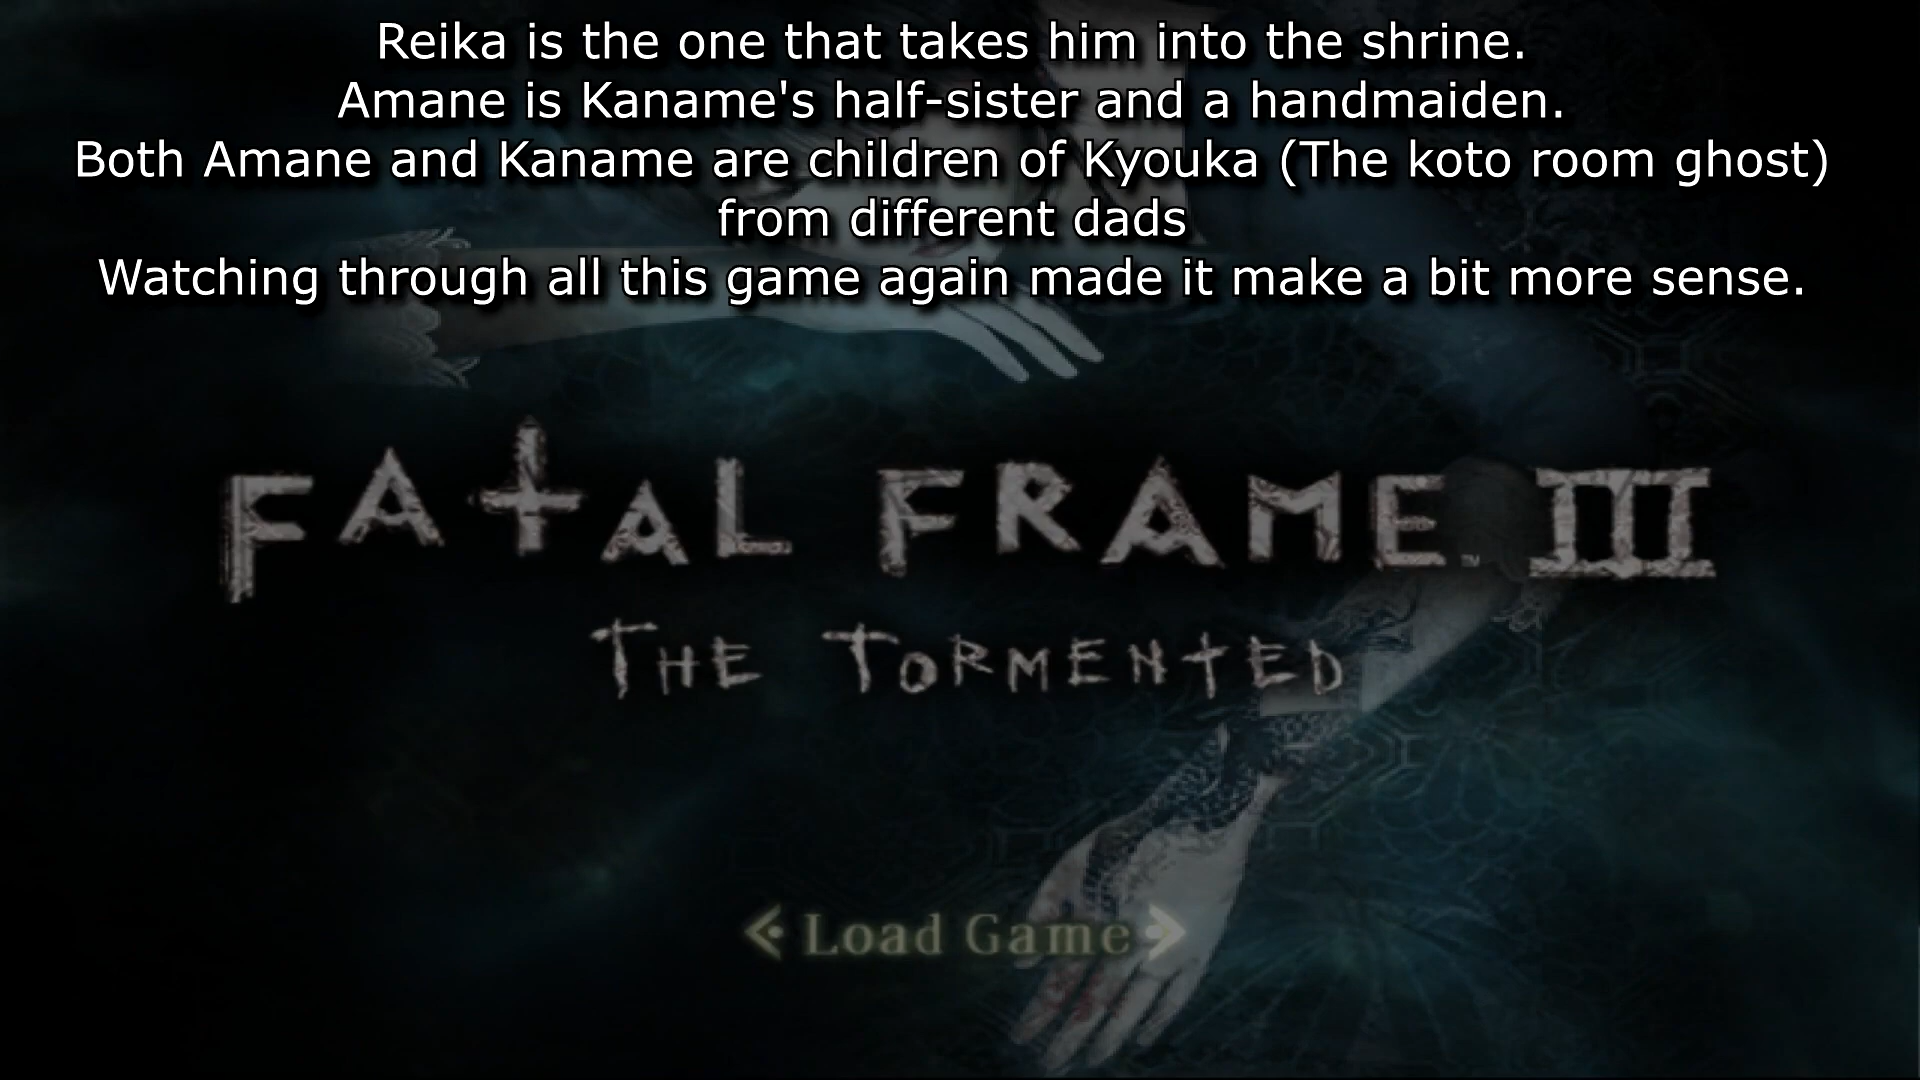 Reika is the one that takes him into the shrine.
Amane is Kaname's half-sister and a handmaiden.
Both Amane and Kaname are children of Kyouka (The koto room ghost)
from different dads
Watching through all this game again made it make a bit more sense.
FATAL FRAME™ III
THE TORMENTED
Load Game